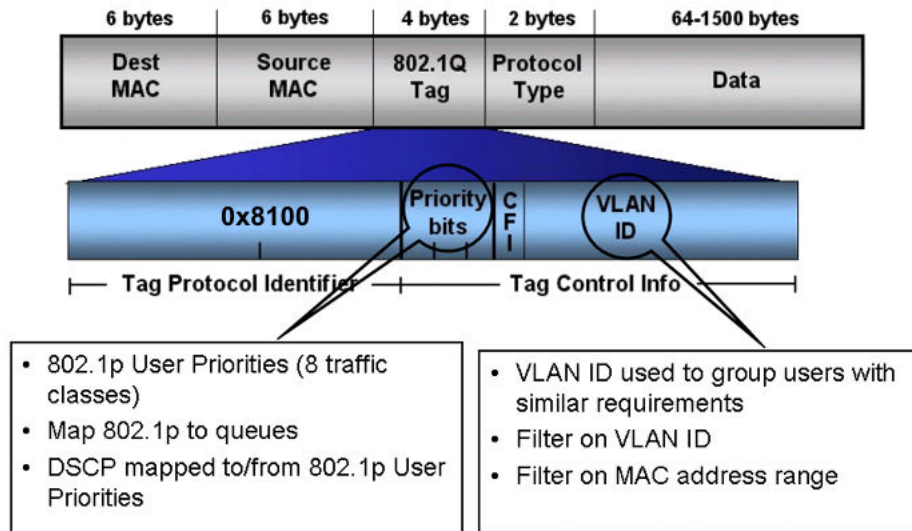 6 bytes 6 bytes 4 bytes 2 bytes 64-1500 bytes
Dest Source 802.1Q Protocol Data
MAC MAC Tag Type
0x8100 Priority bits CFI VLAN ID
Tag Protocol Identifier Tag Control Info
• 802.1p User Priorities (8 traffic
classes)
• Map 802.1p to queues
• DSCP mapped to/from 802.1p User
Priorities
• VLAN ID used to group users with
similar requirements
• Filter on VLAN ID
• Filter on MAC address range